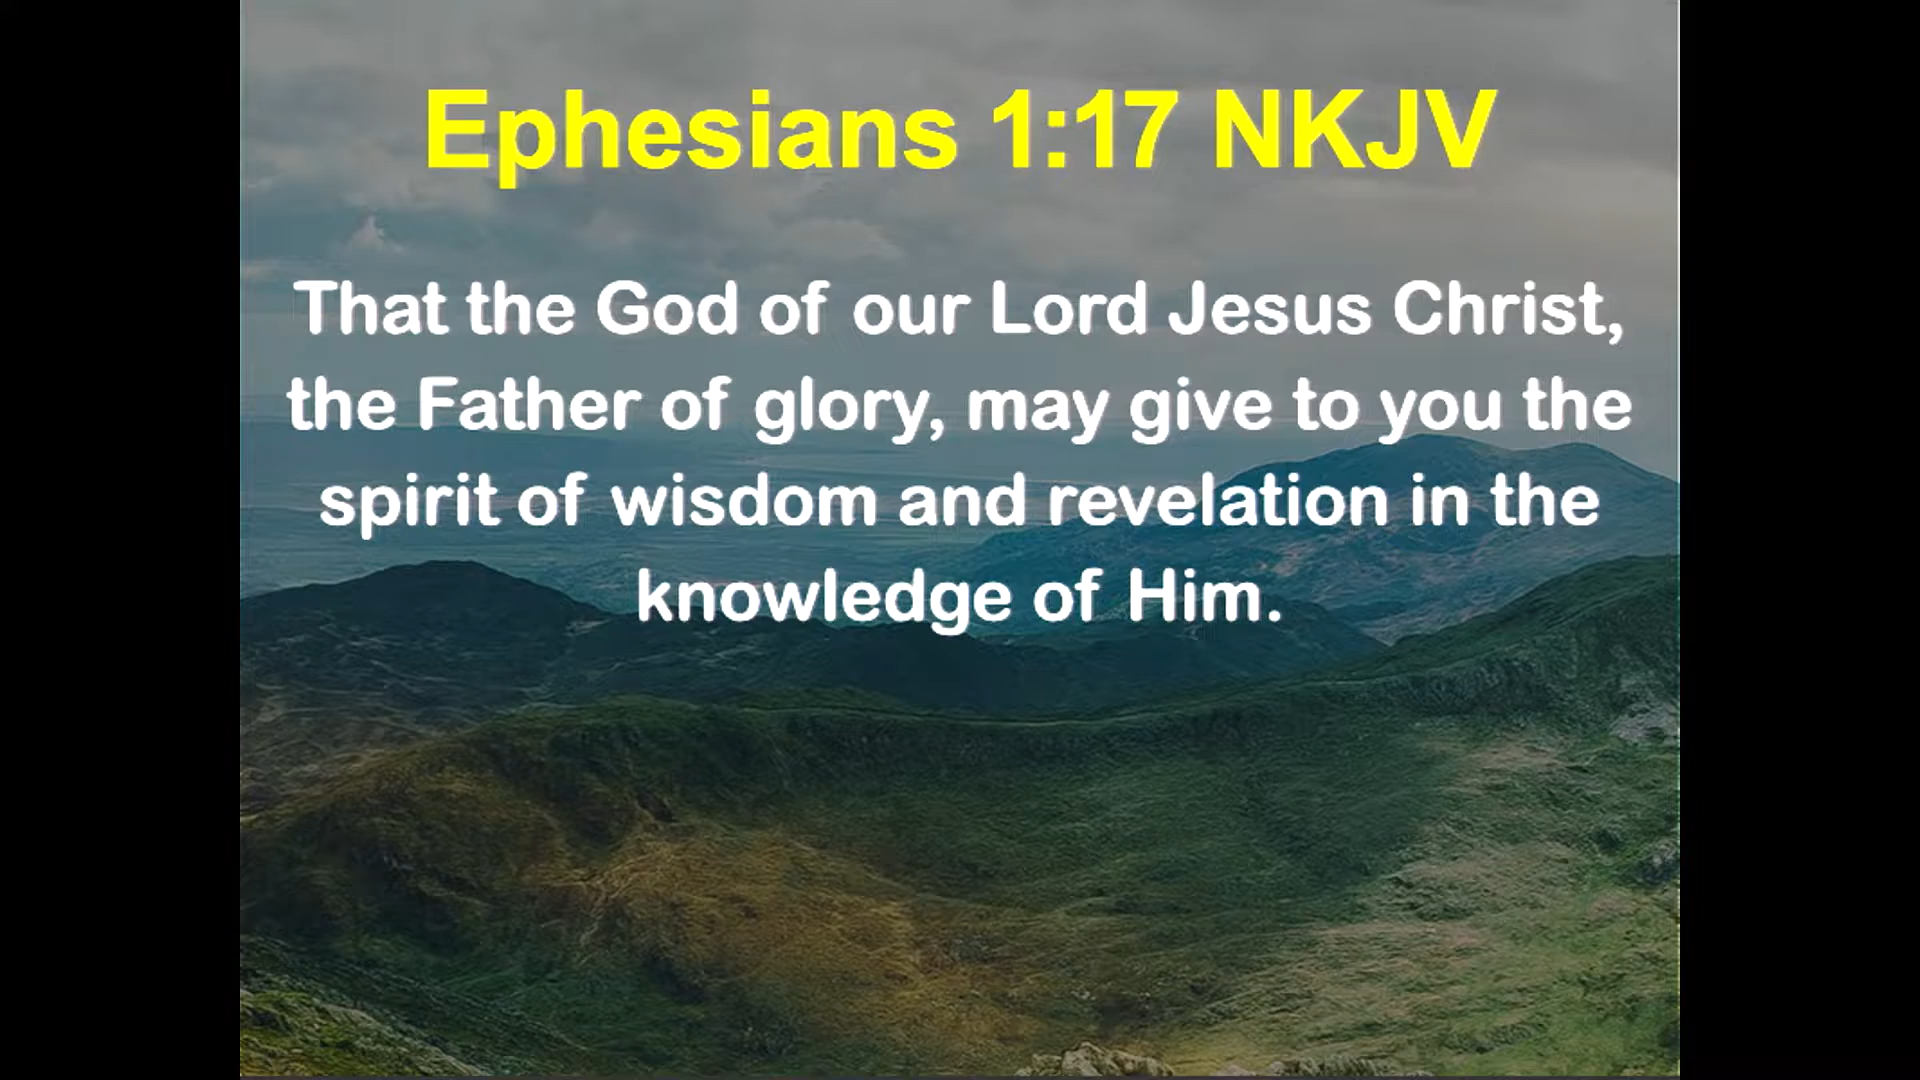 Ephesians 1:17 NKJV
That the God of our Lord Jesus Christ,
the Father of glory, may give to you the
spirit of wisdom and revelation in the
knowledge of Him.